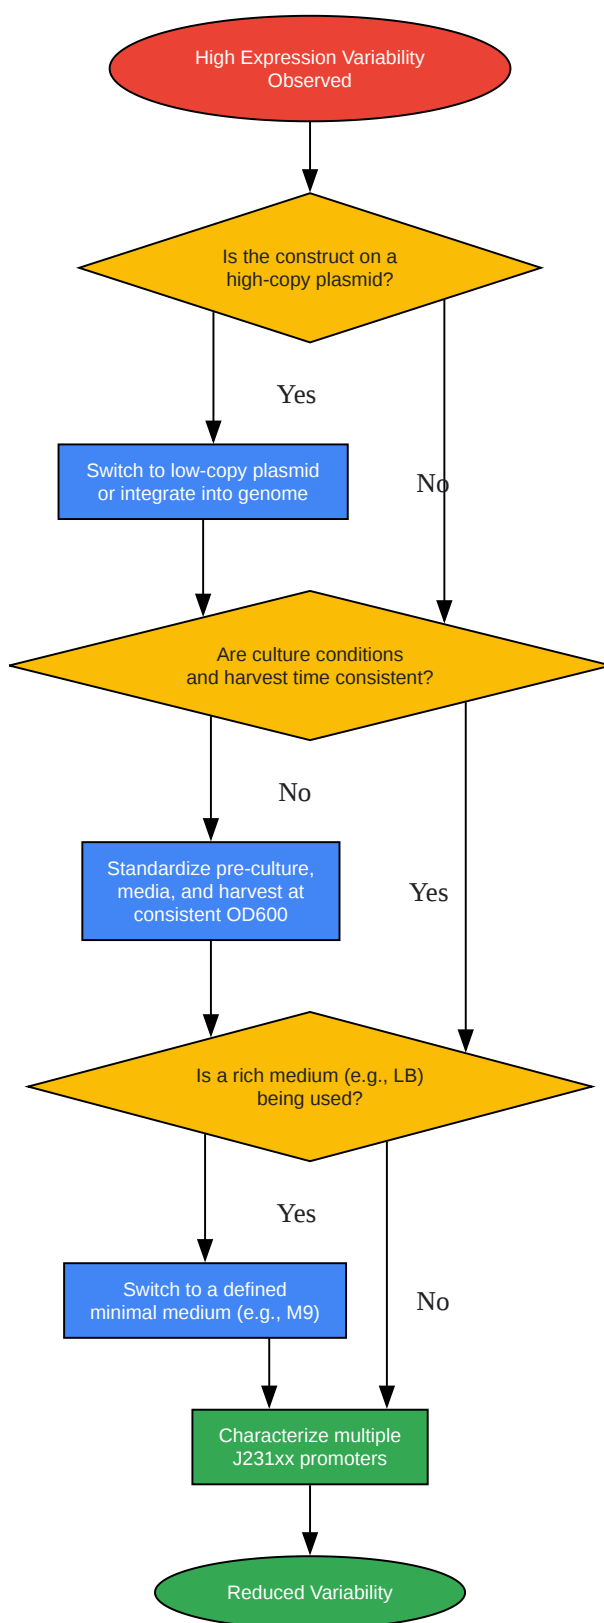 High Expression Variability
Observed
Is the construct on a
high-copy plasmid?
Yes
Switch to low-copy plasmid
or integrate into genome
No
Are culture conditions
and harvest time consistent?
No
Standardize pre-culture,
media, and harvest at
consistent OD600
Yes
Is a rich medium (e.g., LB)
being used?
Yes
Switch to a defined
minimal medium (e.g., M9)
No
Characterize multiple
J231xx promoters
Reduced Variability